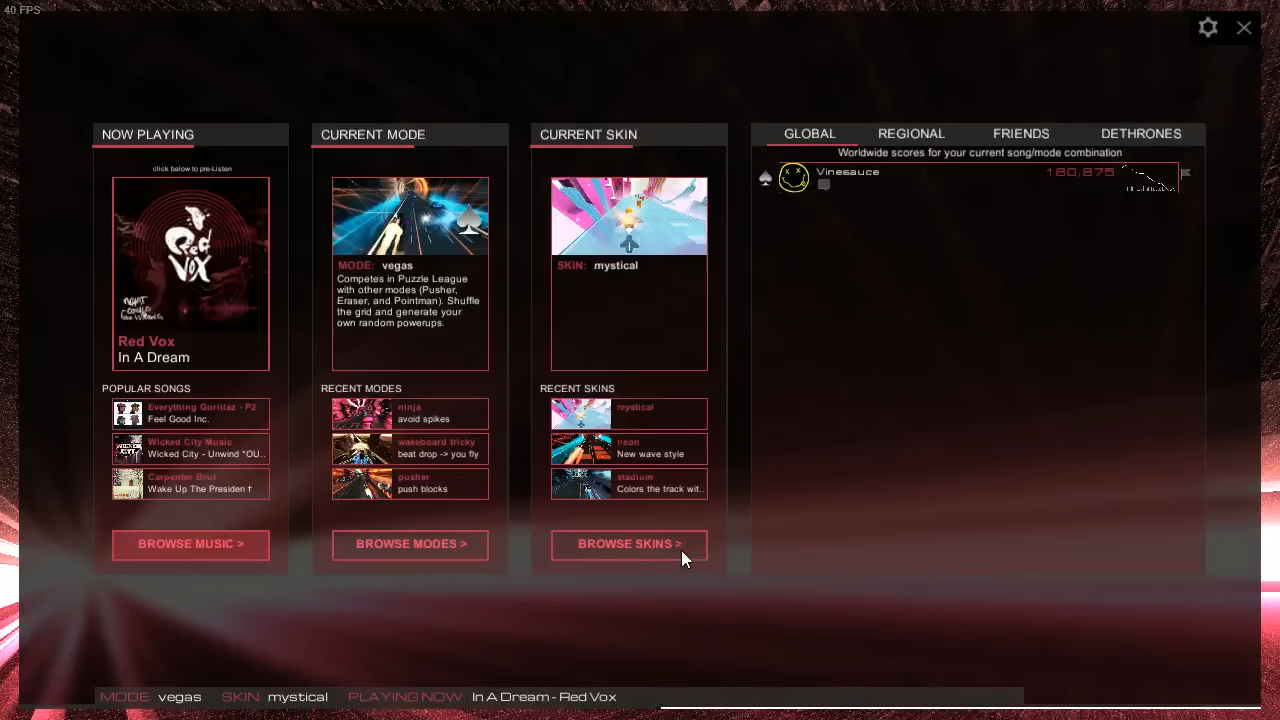 40 FPS
NOW PLAYING
click below to pre-Listen
Red Vox
Red Vox
In A Dream
POPULAR SONGS
Everything Gorillaz - P2
Feel Good Inc.
Wicked City Music
Wicked City - Unwind *OU..
Carpenter Brut
Wake Up The Presiden †
BROWSE MUSIC >
CURRENT MODE
MODE: vegas
Competes in Puzzle League
with other modes (Pusher,
Eraser, and Pointman). Shuffle
the grid and generate your
own random powerups.
RECENT MODES
ninja
avoid spikes
wakeboard tricky
beat drop -> you fly
pusher
push blocks
BROWSE MODES >
CURRENT SKIN
SKIN: mystical
RECENT SKINS
mystical
neon
New wave style
stadium
Colors the track wit..
BROWSE SKINS >
GLOBAL REGIONAL FRIENDS DETHRONES
Worldwide scores for your current song/mode combination
Vinesauce 180,875
MODE: vegas SKIN: mystical PLAYING NOW: In A Dream - Red Vox